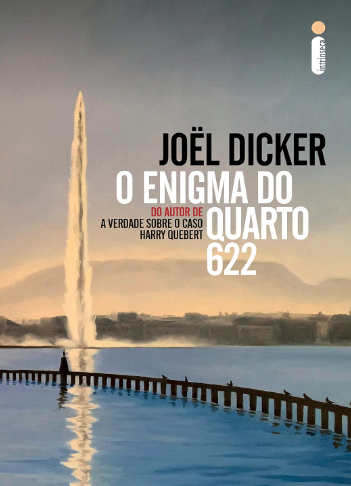 intrínseca
JOËL DICKER
O ENIGMA DO
DO AUTOR DE
A VERDADE SOBRE O CASO
HARRY QUEBERT
QUARTO
622